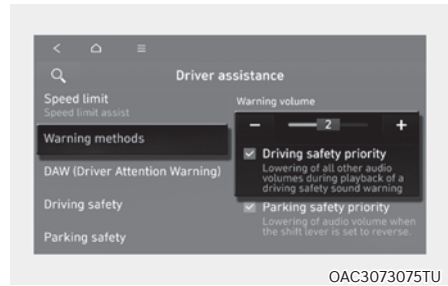 Driver assistance
Speed limit
Speed limit assist
Warning methods
DAW (Driver Attention Warning)
Driving safety
Parking safety
Warning volume
− 2 +
Driving safety priority
Lowering of all other audio
volumes during playback of a
driving safety sound warning
Parking safety priority
Lowering of audio volume when
the shift lever is set to reverse.
OAC3073075TU